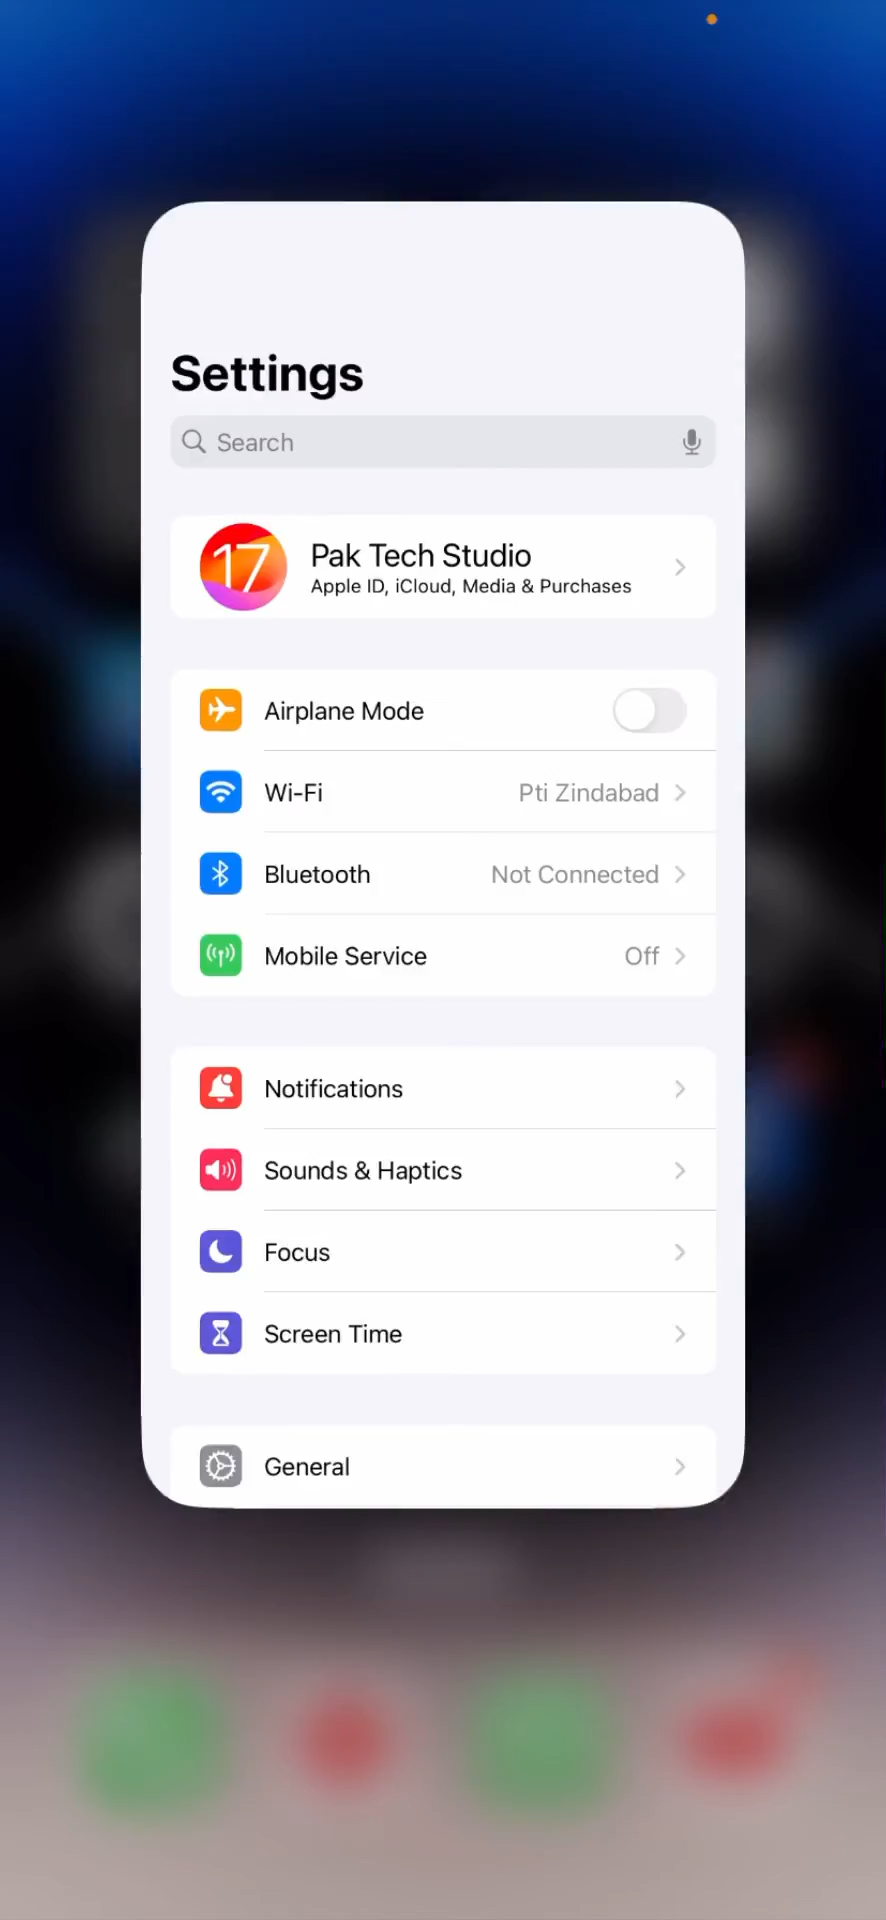 Settings
Search
17
Pak Tech Studio
Apple ID, iCloud, Media & Purchases
Airplane Mode
Wi-Fi Pti Zindabad
Bluetooth Not Connected
Mobile Service Off
Notifications
Sounds & Haptics
Focus
Screen Time
General